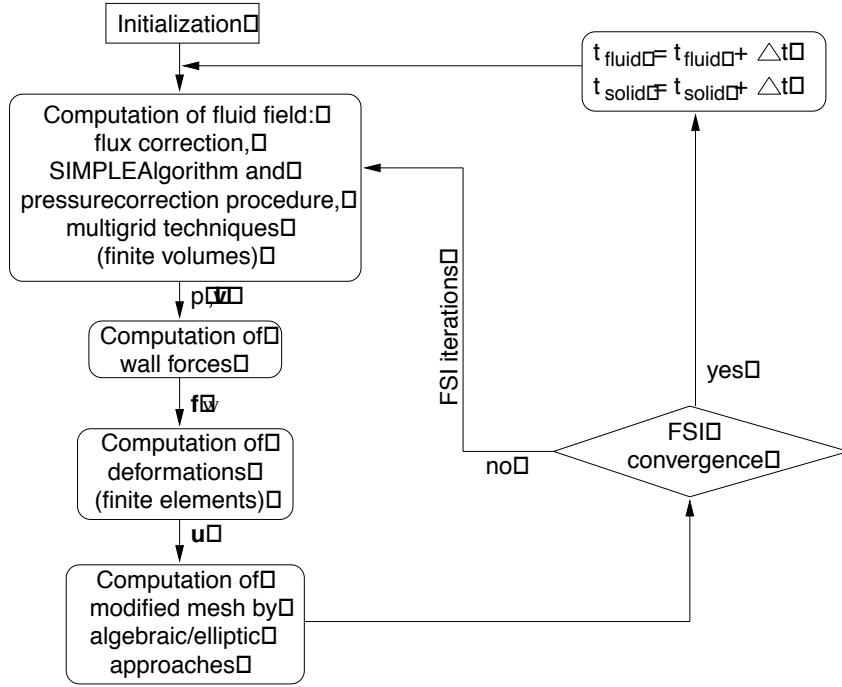 Initialization
t fluid = t fluid + △t
t solid = t solid + △t
Computation of fluid field:
flux correction,
SIMPLEAlgorithm and
pressurecorrection procedure,
multigrid techniques
(finite volumes)
p, v
Computation of
wall forces
f w
Computation of
deformations
(finite elements)
u
Computation of
modified mesh by
algebraic/elliptic
approaches
FSI iterations
no
yes
FSI
convergence